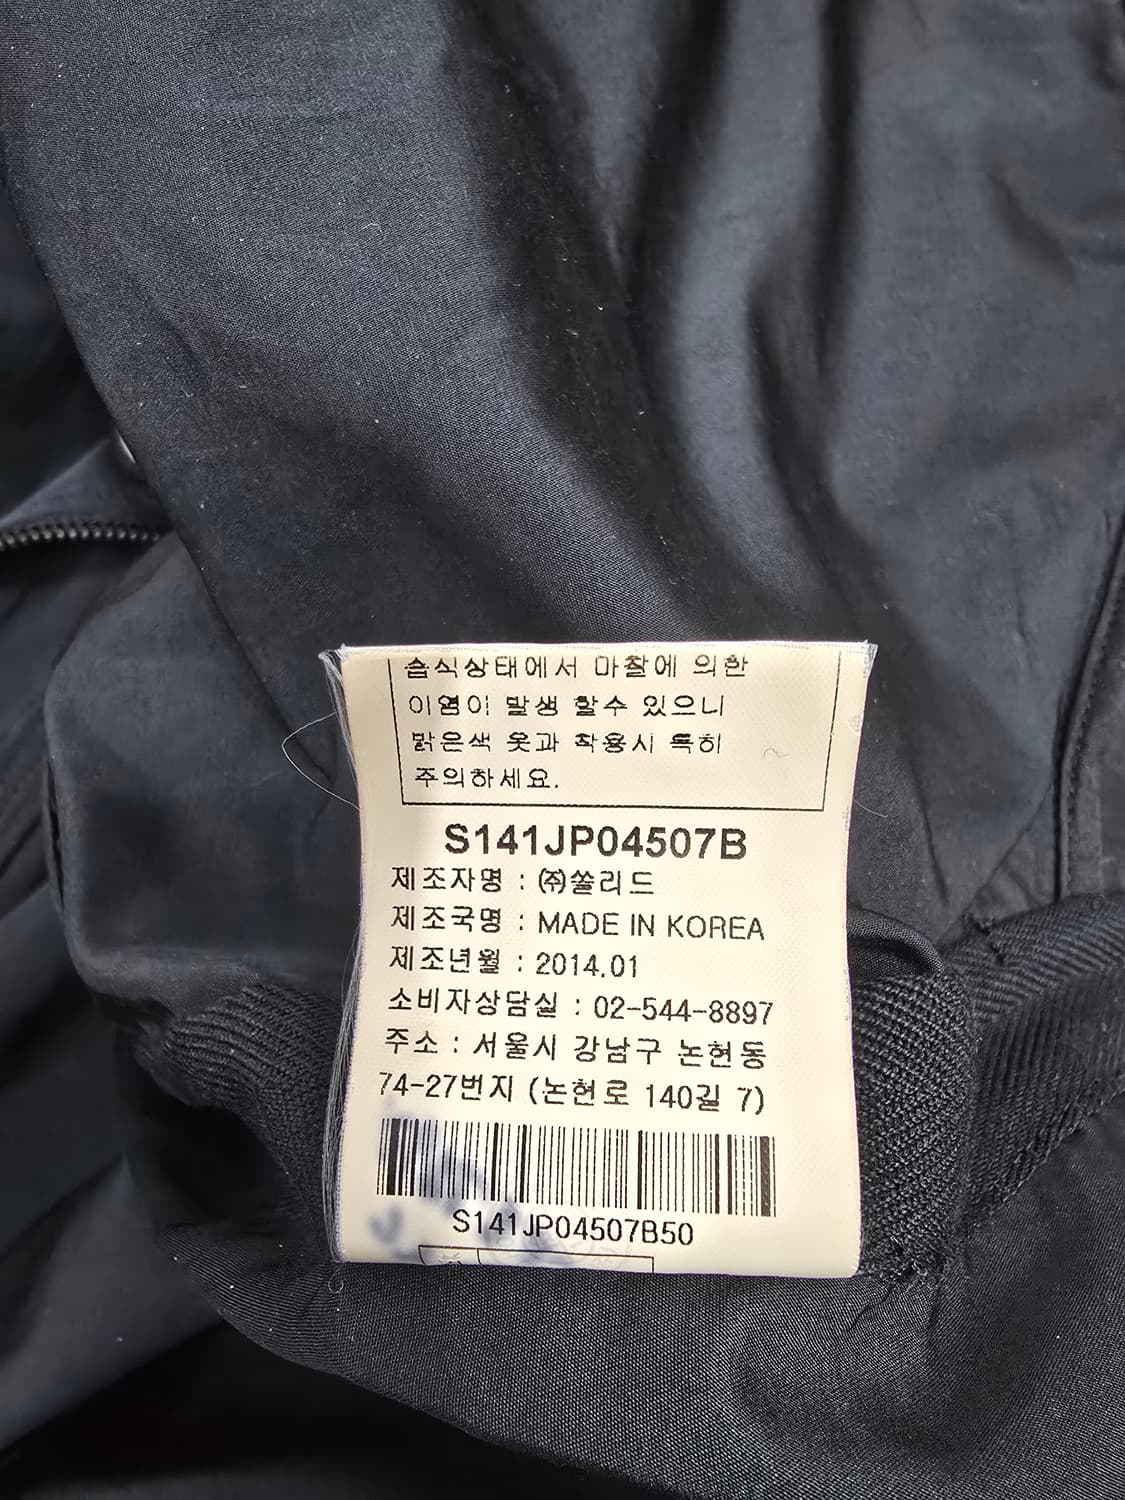 습식상태에서 마찰에 의한
이염이 발생 할수 있으니
밝은색 옷과 착용시 특히
주의하세요.
S141JP04507B
제조자명 : ㈜쏠리드
제조국명 : MADE IN KOREA
제조년월 : 2014.01
소비자상담실 : 02-544-8897
주소 : 서울시 강남구 논현동
74-27번지 (논현로 140길 7)
S141JP04507B50